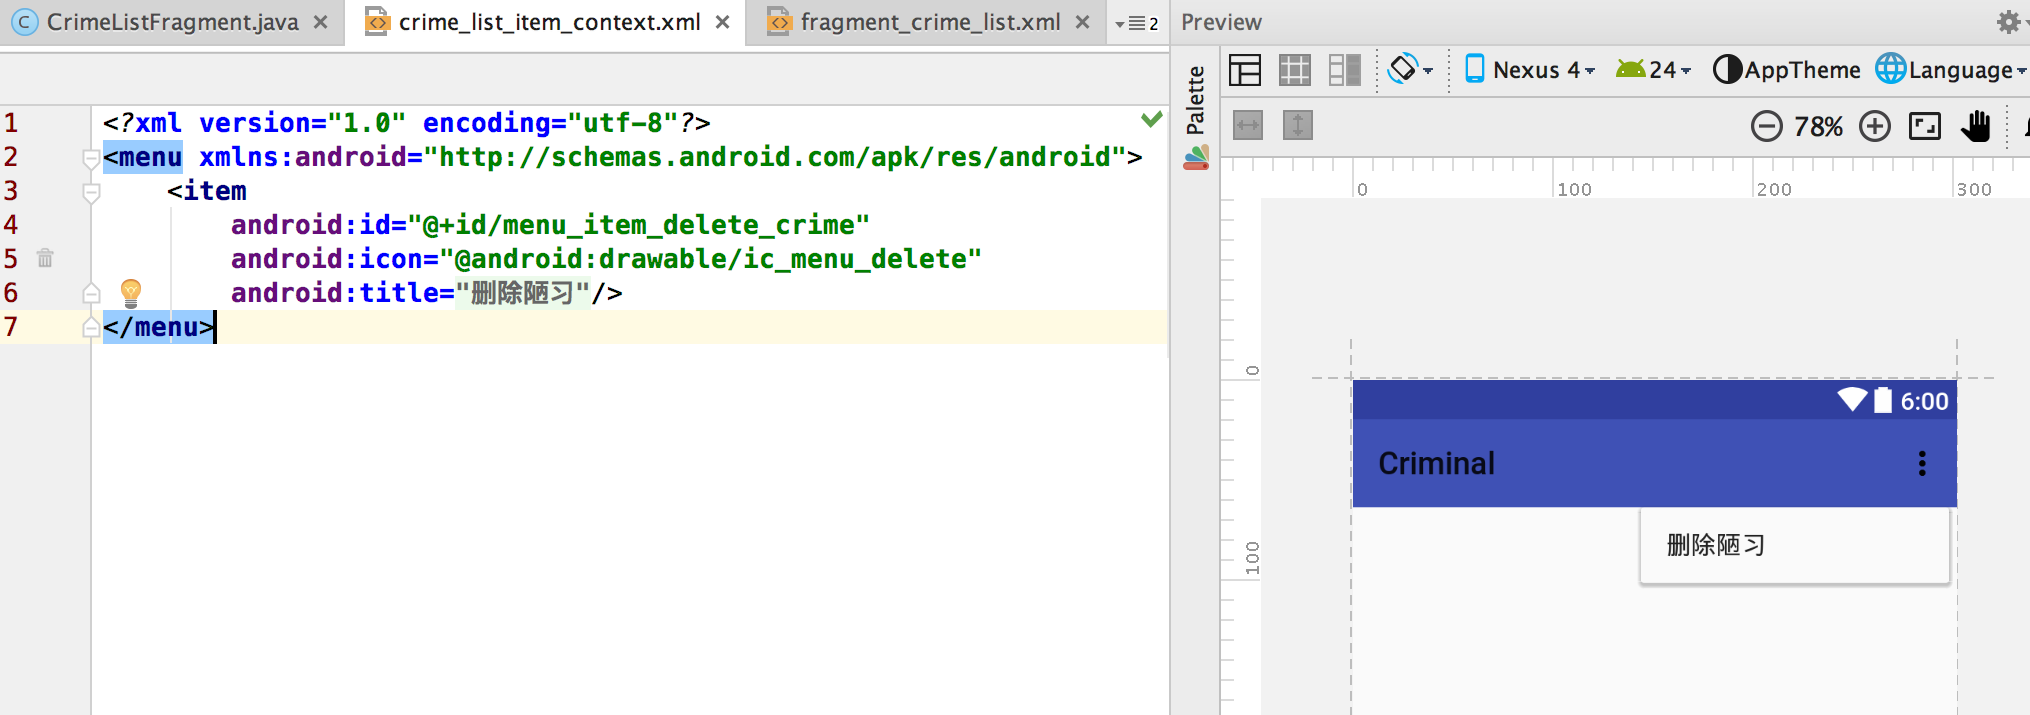 CrimeListFragment.java
crime_list_item_context.xml
fragment_crime_list.xml
2
1 <?xml version="1.0" encoding="utf-8"?>
2 <menu xmlns:android="http://schemas.android.com/apk/res/android">
3 <item
4 android:id="@+id/menu_item_delete_crime"
5 android:icon="@android:drawable/ic_menu_delete"
6 android:title="删除陋习"/>
7 </menu>
Preview
Palette
Nexus 4
24
AppTheme
Language
78%
0 100 200 300
0
100
6:00
Criminal
删除陋习